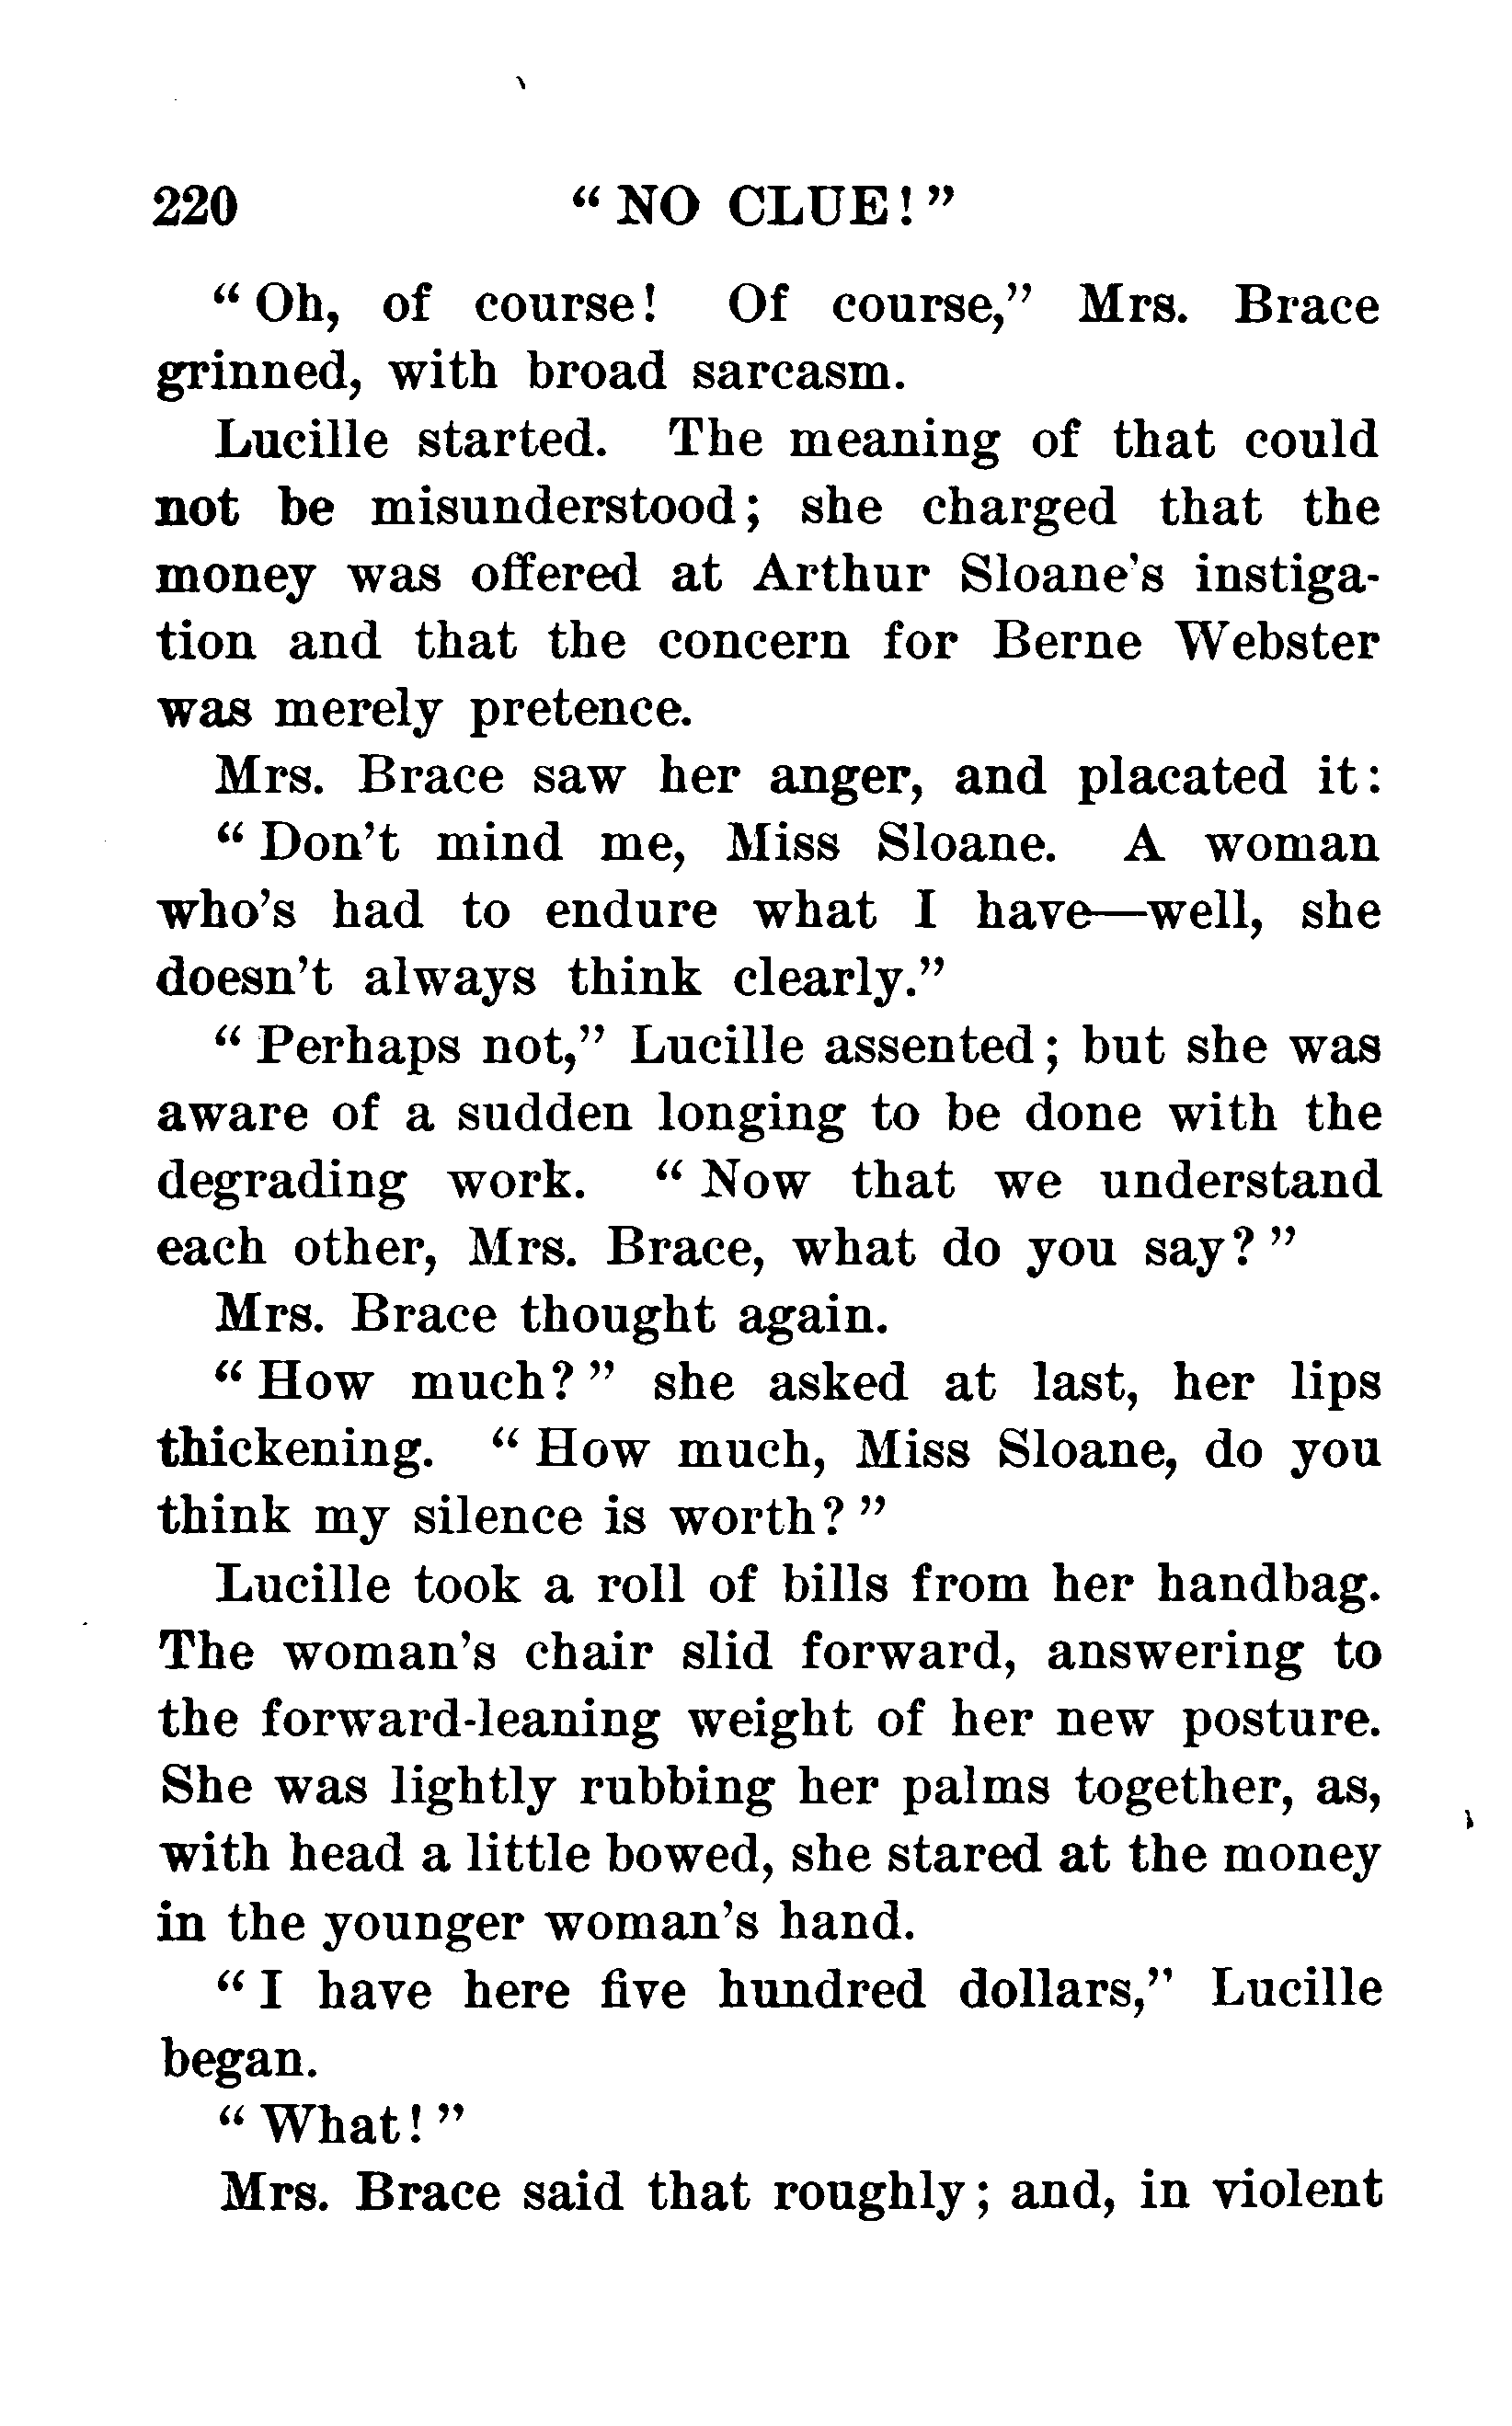 220 “ NO CLUE! ”
“ Oh, of course! Of course,” Mrs. Brace
grinned, with broad sarcasm.
Lucille started. The meaning of that could
not be misunderstood; she charged that the
money was offered at Arthur Sloane’s instiga-
tion and that the concern for Berne Webster
was merely pretence.
Mrs. Brace saw her anger, and placated it:
“ Don’t mind me, Miss Sloane. A woman
who’s had to endure what I have—well, she
doesn’t always think clearly.”
“ Perhaps not,” Lucille assented; but she was
aware of a sudden longing to be done with the
degrading work. “ Now that we understand
each other, Mrs. Brace, what do you say? ”
Mrs. Brace thought again.
“ How much? ” she asked at last, her lips
thickening. “ How much, Miss Sloane, do you
think my silence is worth? ”
Lucille took a roll of bills from her handbag.
The woman’s chair slid forward, answering to
the forward-leaning weight of her new posture.
She was lightly rubbing her palms together, as,
with head a little bowed, she stared at the money
in the younger woman’s hand.
“ I have here five hundred dollars,” Lucille
began.
“ What! ”
Mrs. Brace said that roughly; and, in violent